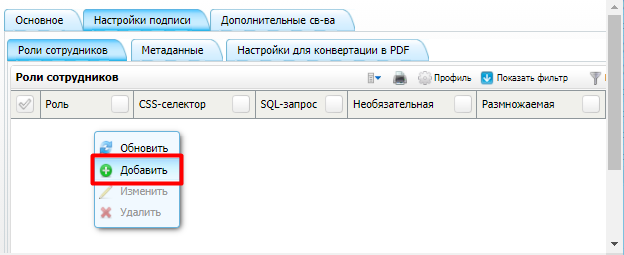 Основное Настройки подписи Дополнительные св-ва
Роли сотрудников Метаданные Настройки для конвертации в PDF
Роли сотрудников Профиль Показать фильтр
Роль CSS-селектор SQL-запрос Необязательная Размножаемая
Обновить
Добавить
Изменить
Удалить